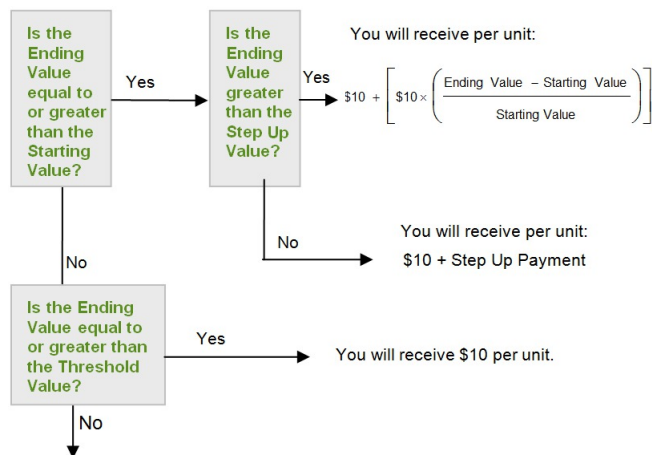 Is the
Ending
Value
equal to
or greater
than the
Starting
Value?
Yes
Is the
Ending
Value
greater
than the
Step Up
Value?
Yes
You will receive per unit:
$10 + [ $10 × ( Ending Value – Starting Value
Starting Value ) ]
No
You will receive per unit:
$10 + Step Up Payment
No
Is the Ending
Value equal to
or greater than
the Threshold
Value?
Yes
You will receive $10 per unit.
No